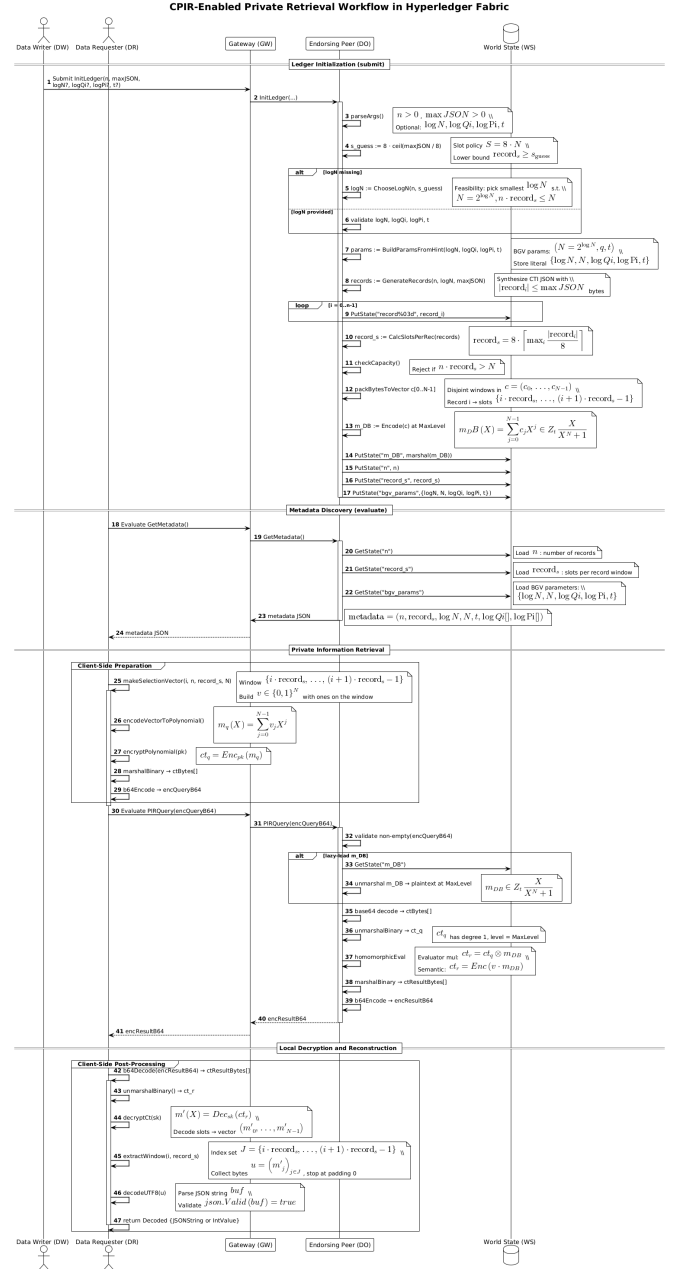 CPIR-Enabled Private Retrieval Workflow in Hyperledger Fabric
Data Writer (DW) Data Requester (DR) Gateway (GW) Endorsing Peer (DO) World State (WS)
Ledger Initialization (submit)
1 Submit InitLedger(n, maxJSON,
logN?, logQi?, logPi?, t?)
2 InitLedger(...)
3 parseArgs()
n > 0 , max JSON > 0 \\
Optional: log N, log Qi, log Pi, t
4 s_guess := 8 · ceil(maxJSON / 8)
Slot policy S = 8 · N \\
Lower bound record_s ≥ s_guess
alt [logN missing]
5 logN := ChooseLogN(n, s_guess)
Feasibility: pick smallest log N s.t. \\
N = 2^{log N}, n · record_s ≤ N
[logN provided]
6 validate logN, logQi, logPi, t
7 params := BuildParamsFromHint(logN, logQi, logPi, t)
BGV params: (N = 2^{log N}, q, t) \\
Store literal {log N, N, log Qi, log Pi, t}
8 records := GenerateRecords(n, logN, maxJSON)
Synthesize CTI JSON with \\
|record_i| ≤ max JSON bytes
loop [i = 0..n-1]
9 PutState("record%03d", record_i)
10 record_s := CalcSlotsPerRec(records)
record_s = 8 · ⌈max_i |record_i| / 8⌉
11 checkCapacity()
Reject if n · record_s > N
12 packBytesToVector c[0..N-1]
Disjoint windows in c = (c_0, . . . , c_{N−1}) \\
Record i → slots {i · record_s, . . . , (i + 1) · record_s − 1}
13 m_DB := Encode(c) at MaxLevel
m_D B (X) = ∑_{j=0}^{N−1} c_j X^j ∈ Z_t X / X^N + 1
14 PutState("m_DB", marshal(m_DB))
15 PutState("n", n)
16 PutState("record_s", record_s)
17 PutState("bgv_params",{logN, N, logQi, logPi, t})
Metadata Discovery (evaluate)
18 Evaluate GetMetadata()
19 GetMetadata()
20 GetState("n")
Load n : number of records
21 GetState("record_s")
Load record_s : slots per record window
22 GetState("bgv_params")
Load BGV parameters: \\
{log N, N, log Qi, log Pi, t}
23 metadata JSON
metadata = (n, record_s, log N, N, t, log Qi[], log Pi[])
24 metadata JSON
Private Information Retrieval
Client-Side Preparation
25 makeSelectionVector(i, n, record_s, N)
Window {i · record_s, . . . , (i + 1) · record_s − 1}
Build v ∈ {0, 1}^N with ones on the window
26 encodeVectorToPolynomial()
m_q (X) = ∑_{j=0}^{N−1} v_j X^j
27 encryptPolynomial(pk)
ct_q = Enc_pk (m_q)
28 marshalBinary → ctBytes[]
29 b64Encode → encQueryB64
30 Evaluate PIRQuery(encQueryB64)
31 PIRQuery(encQueryB64)
32 validate non-empty(encQueryB64)
alt [lazy-load m_DB]
33 GetState("m_DB")
34 unmarshal m_DB → plaintext at MaxLevel
m_DB ∈ Z_t X / X^N + 1
35 base64 decode → ctBytes[]
36 unmarshalBinary → ct_q
ct_q has degree 1, level = MaxLevel
37 homomorphicEval
Evaluator mul: ct_r = ct_q ⊗ m_DB \\
Semantic: ct_r = Enc (v · m_DB)
38 marshalBinary → ctResultBytes[]
39 b64Encode → encResultB64
40 encResultB64
41 encResultB64
Local Decryption and Reconstruction
Client-Side Post-Processing
42 b64Decode(encResultB64) → ctResultBytes[]
43 unmarshalBinary() → ct_r
44 decryptCt(sk)
m′ (X) = Dec_sk (ct_r) \\
Decode slots → vector (m′_0, . . . , m′_{N−1})
45 extractWindow(i, record_s)
Index set J = {i · record_s, . . . , (i + 1) · record_s − 1} \\
Collect bytes u = (m′_j)_{j∈J} , stop at padding 0
46 decodeUTF8(u)
Parse JSON string buf \\
Validate json.Valid (buf) = true
47 return Decoded {JSONString or IntValue}
Data Writer (DW) Data Requester (DR) Gateway (GW) Endorsing Peer (DO) World State (WS)